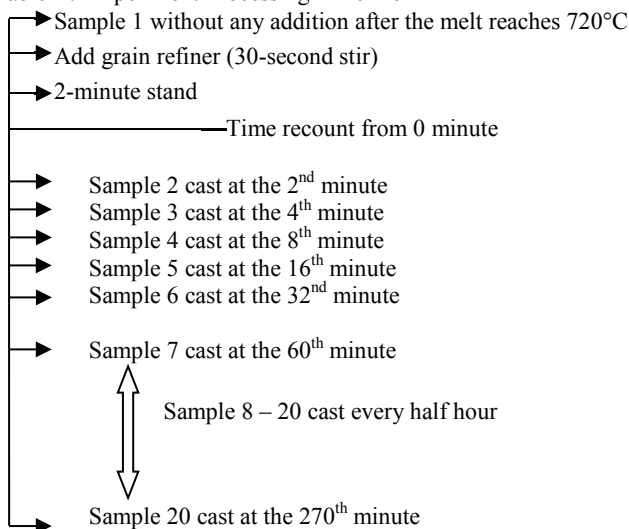 Sample 1 without any addition after the melt reaches 720°C
Add grain refiner (30-second stir)
2-minute stand
Time recount from 0 minute
Sample 2 cast at the 2nd minute
Sample 3 cast at the 4th minute
Sample 4 cast at the 8th minute
Sample 5 cast at the 16th minute
Sample 6 cast at the 32nd minute
Sample 7 cast at the 60th minute
Sample 8 – 20 cast every half hour
Sample 20 cast at the 270th minute